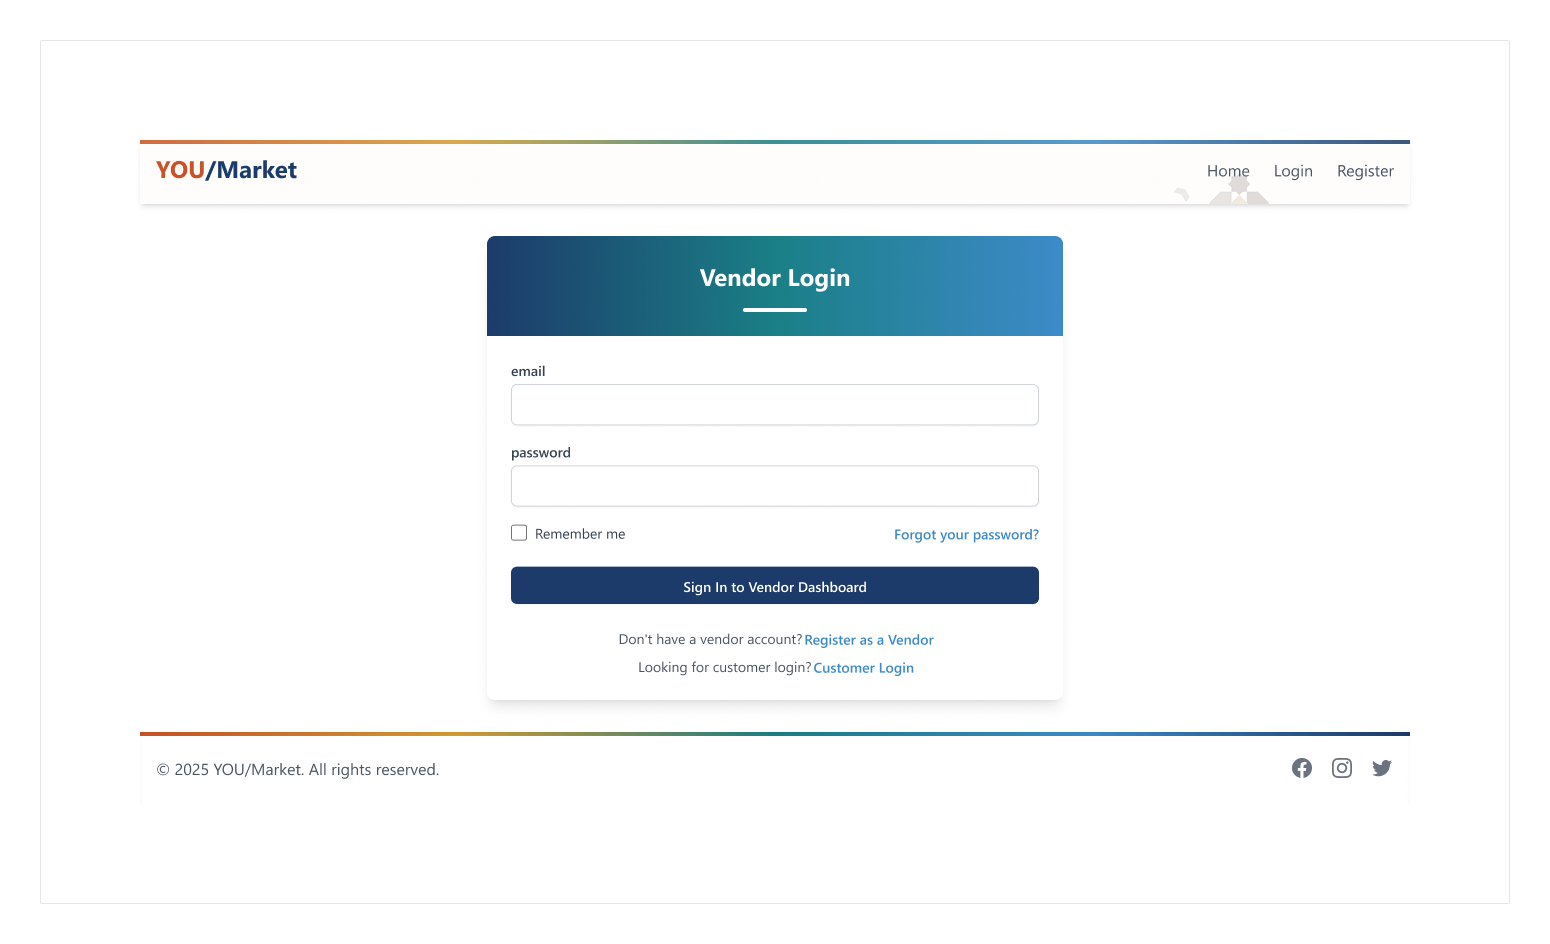 YOU/Market
Home Login Register
Vendor Login
email
password
Remember me Forgot your password?
Sign In to Vendor Dashboard
Don't have a vendor account? Register as a Vendor
Looking for customer login? Customer Login
© 2025 YOU/Market. All rights reserved.